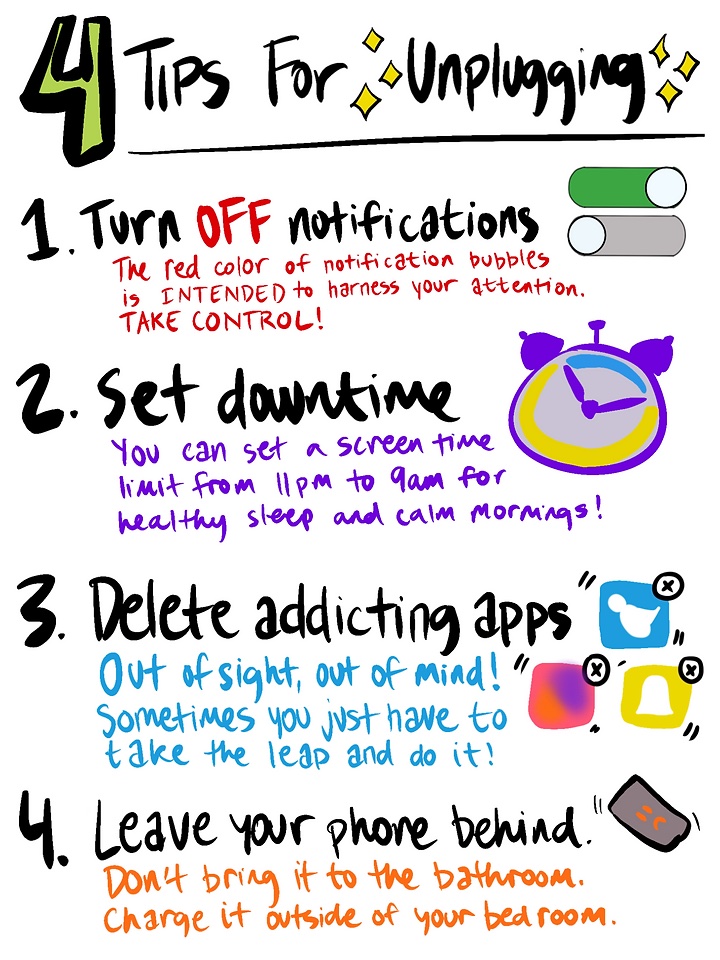 4 Tips For Unplugging
1. Turn OFF notifications
The red color of notification bubbles
is INTENDED to harness your attention.
TAKE CONTROL!
2. Set downtime
You can set a screen time
limit from 11pm to 9am for
healthy sleep and calm mornings!
3. Delete addicting apps
Out of sight, out of mind!
Sometimes you just have to
take the leap and do it!
4. Leave your phone behind.
Don't bring it to the bathroom.
Charge it outside of your bedroom.